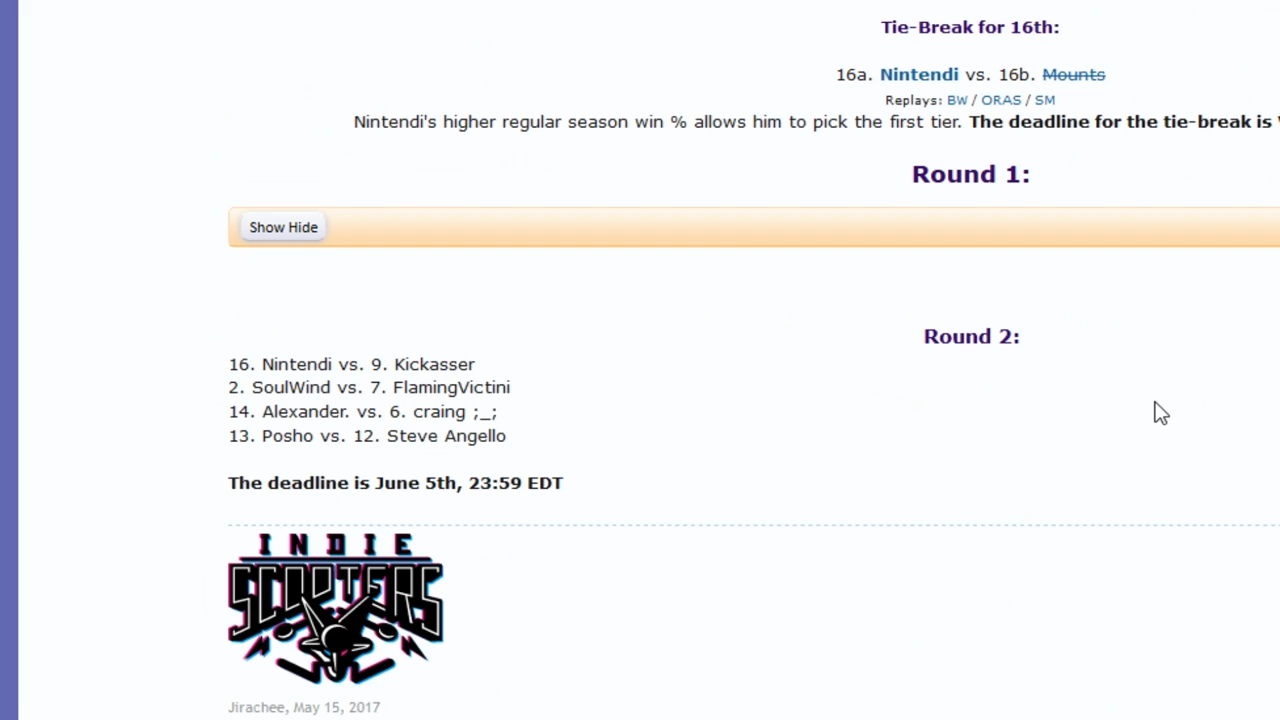 Tie-Break for 16th:
16a. Nintendi vs. 16b. Mounts
Replays: BW / ORAS / SM
Nintendi's higher regular season win % allows him to pick the first tier. The deadline for the tie-break is
Round 1:
Show Hide
Round 2:
16. Nintendi vs. 9. Kickasser
2. SoulWind vs. 7. FlamingVictini
14. Alexander. vs. 6. craing ;_;
13. Posho vs. 12. Steve Angello
The deadline is June 5th, 23:59 EDT
INDIE
SCOOTERS
Jirachee, May 15, 2017